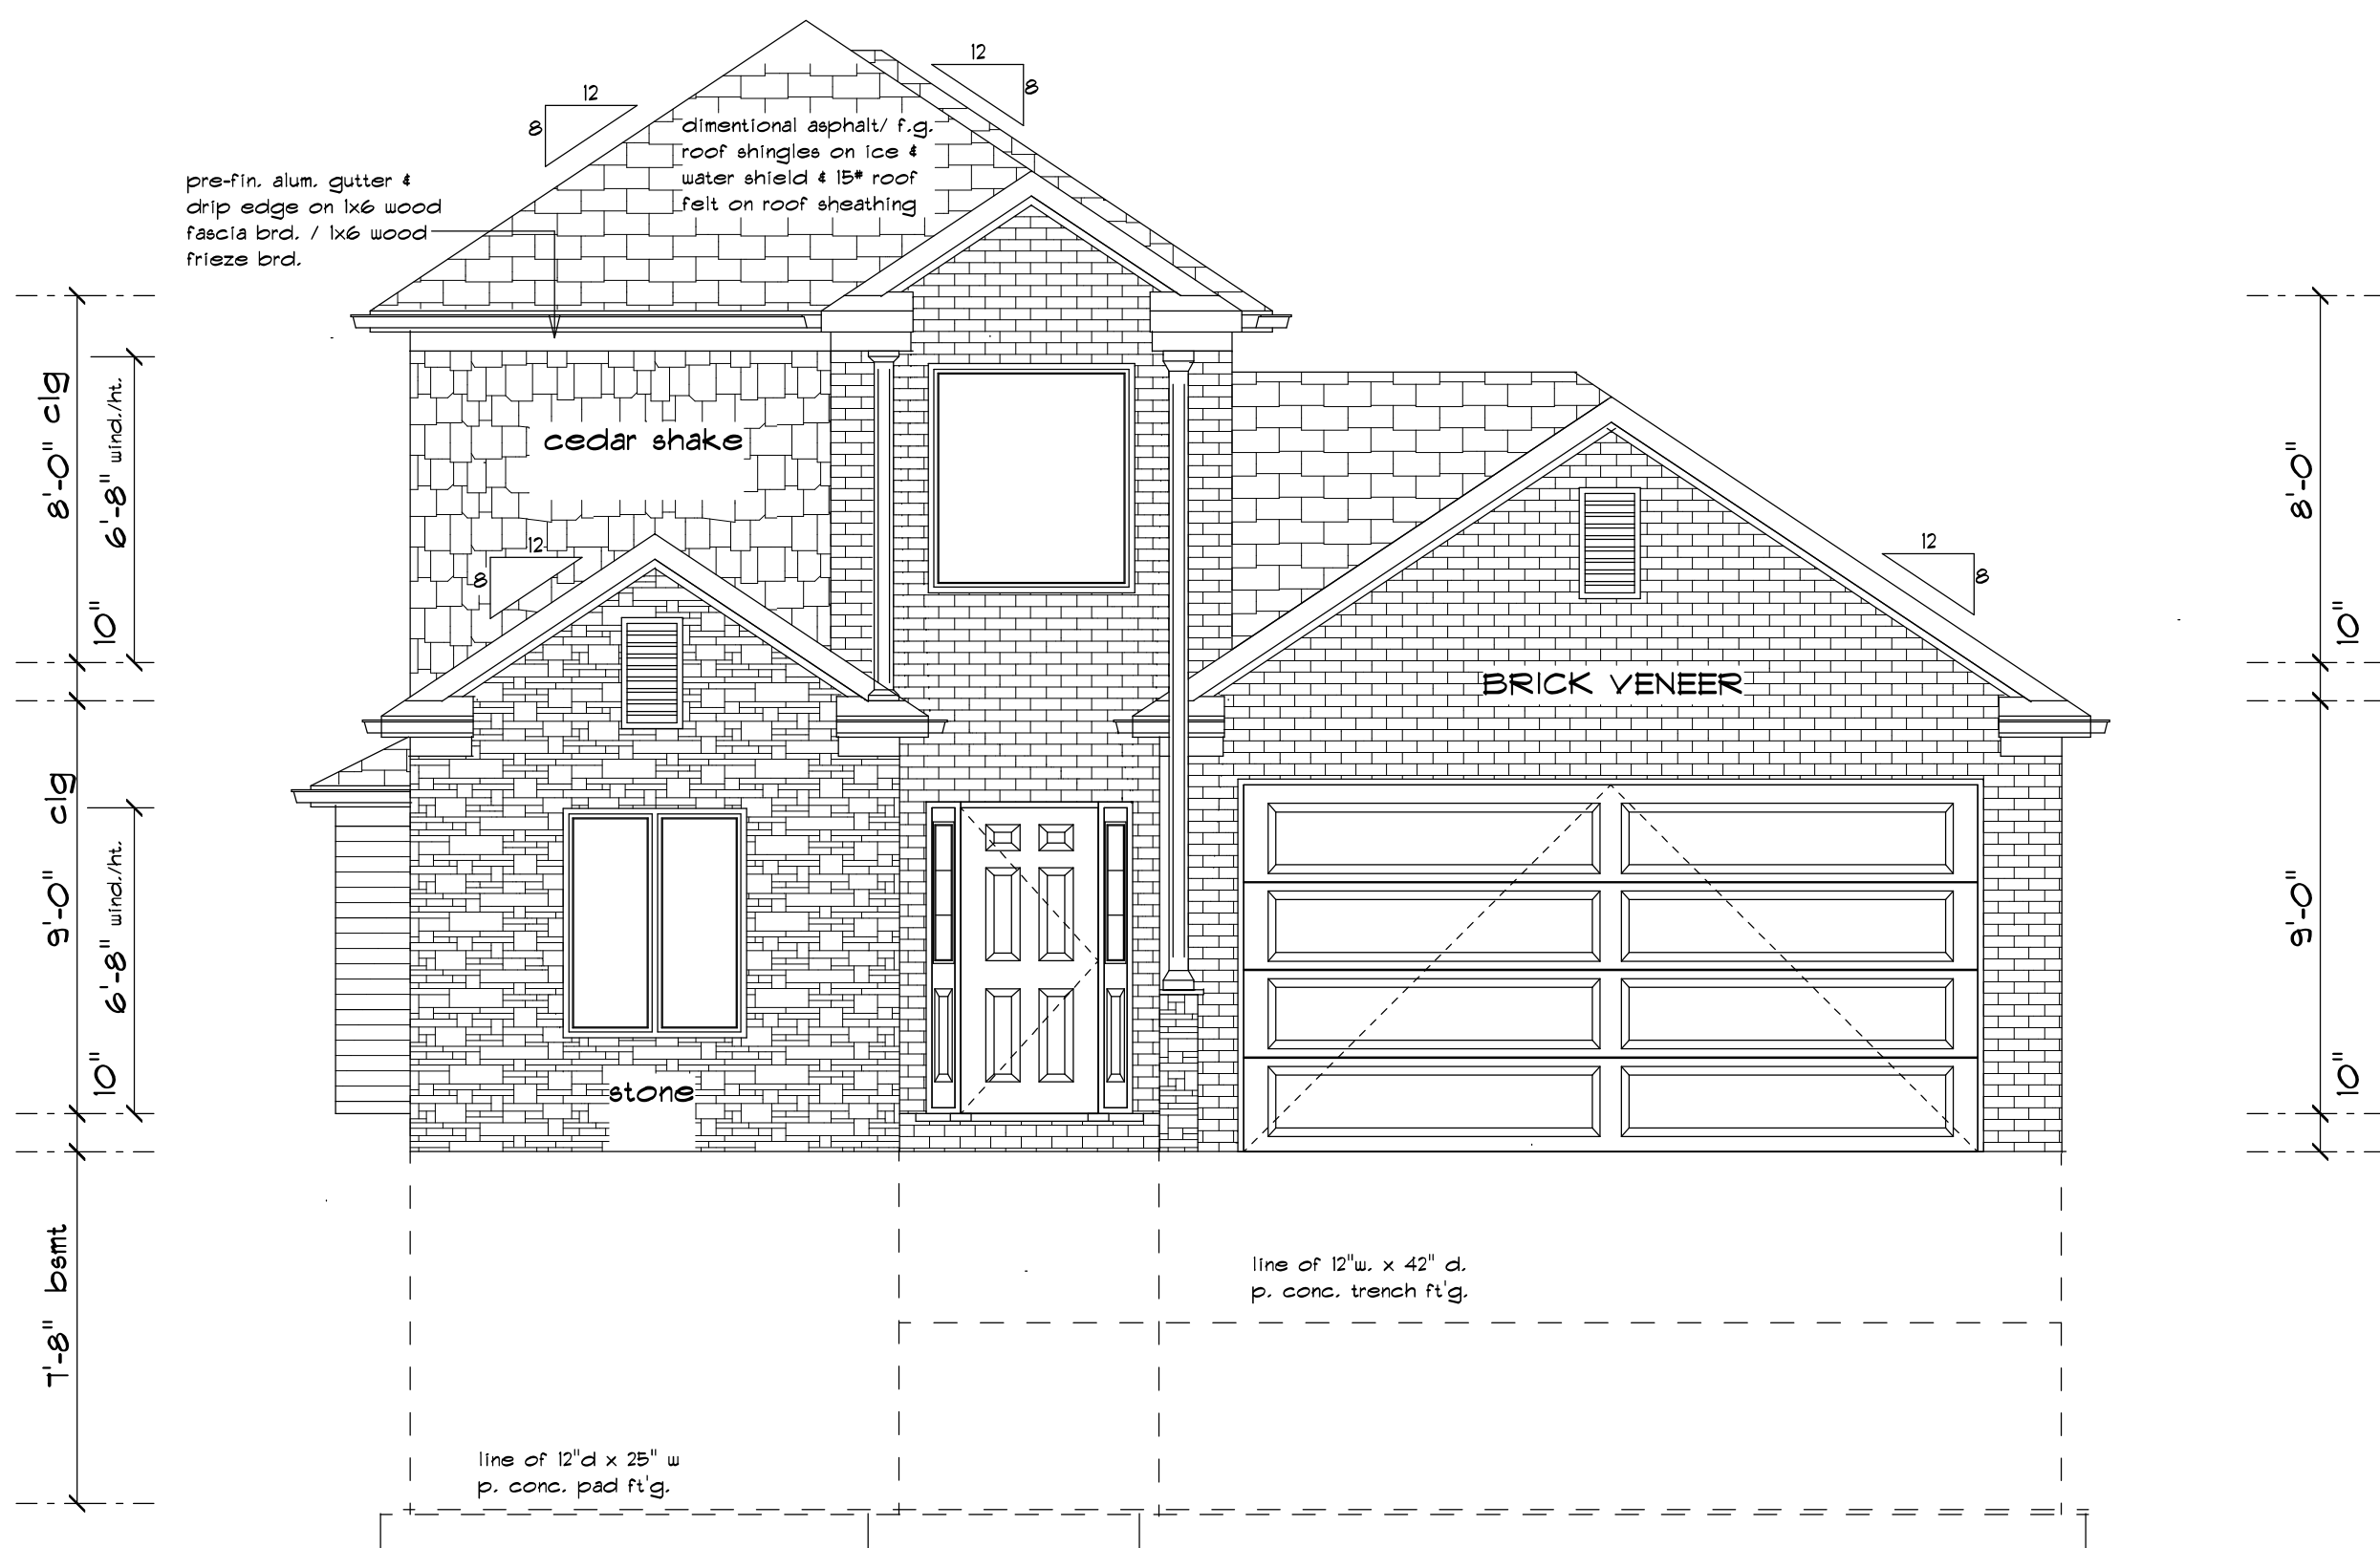 12
8
12
8
dimentional asphalt/ f.g.
roof shingles on ice &
water shield & 15# roof
felt on roof sheathing
pre-fin. alum. gutter &
drip edge on 1x6 wood
fascia brd. / 1x6 wood
frieze brd.
8'-0" clg
6'-8" wind./ht.
10"
cedar shake
12
8
12
8
8'-0"
10"
BRICK VENEER
9'-0" clg
6'-8" wind./ht.
10"
stone
9'-0"
10"
7'-8" bsmt
line of 12"w. x 42" d.
p. conc. trench ft'g.
line of 12"d x 25" w
p. conc. pad ft'g.